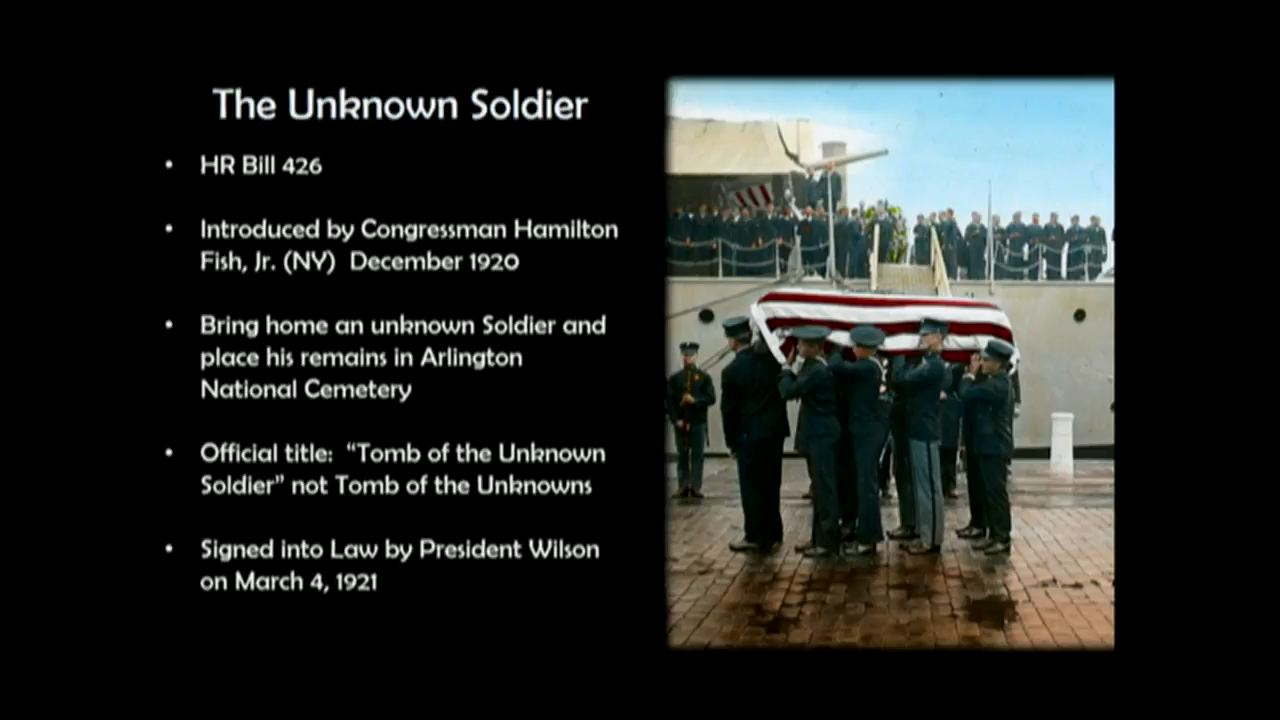 The Unknown Soldier
• HR Bill 426
• Introduced by Congressman Hamilton
Fish, Jr. (NY)  December 1920
• Bring home an unknown Soldier and
place his remains in Arlington
National Cemetery
• Official title:  “Tomb of the Unknown
Soldier” not Tomb of the Unknowns
• Signed into Law by President Wilson
on March 4, 1921